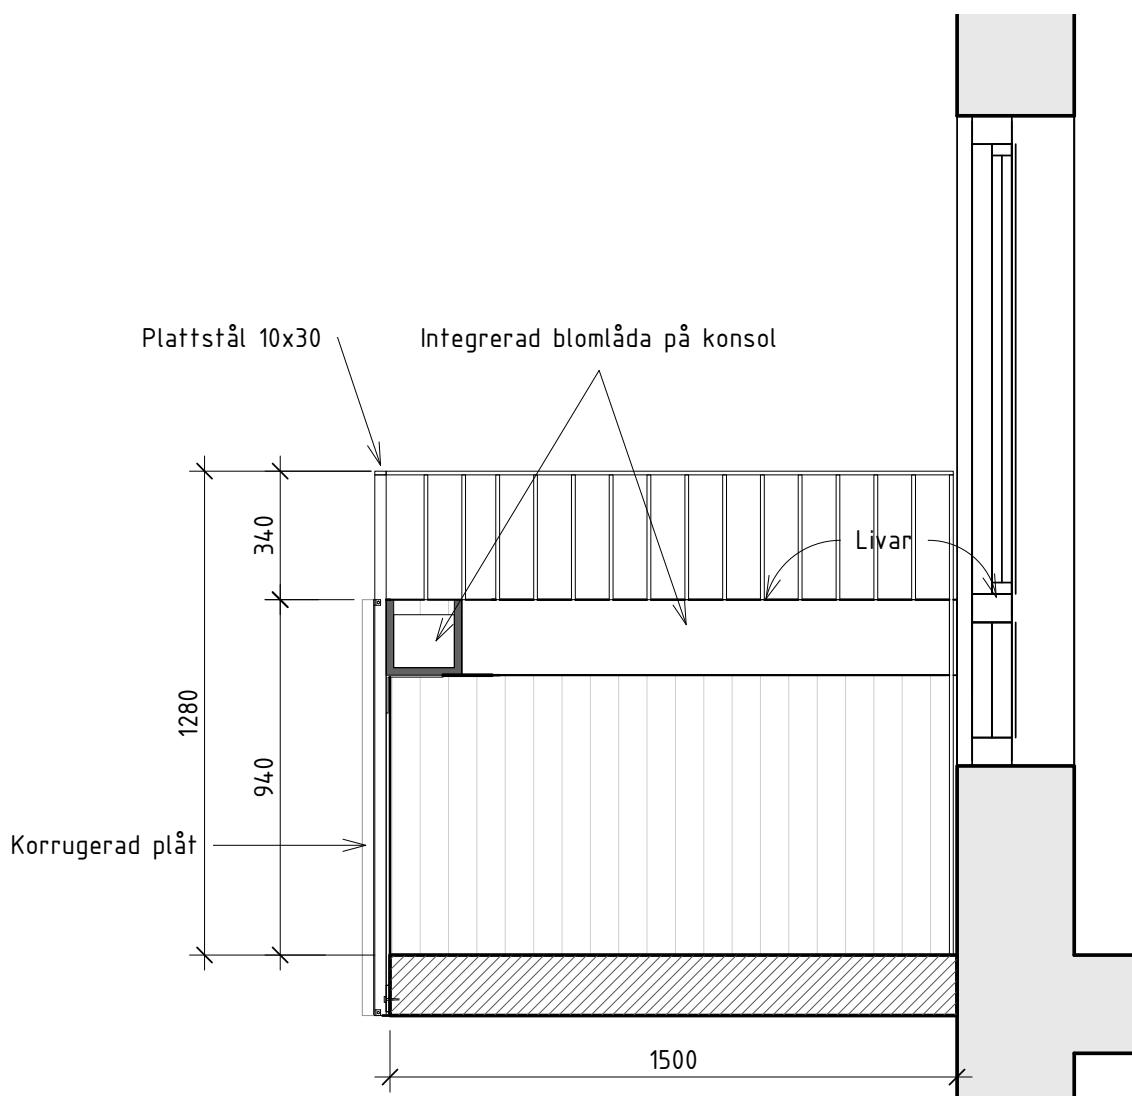 Plattstål 10x30
Integrerad blomlåda på konsol
340
Livar
1280
940
Korrugerad plåt
1500